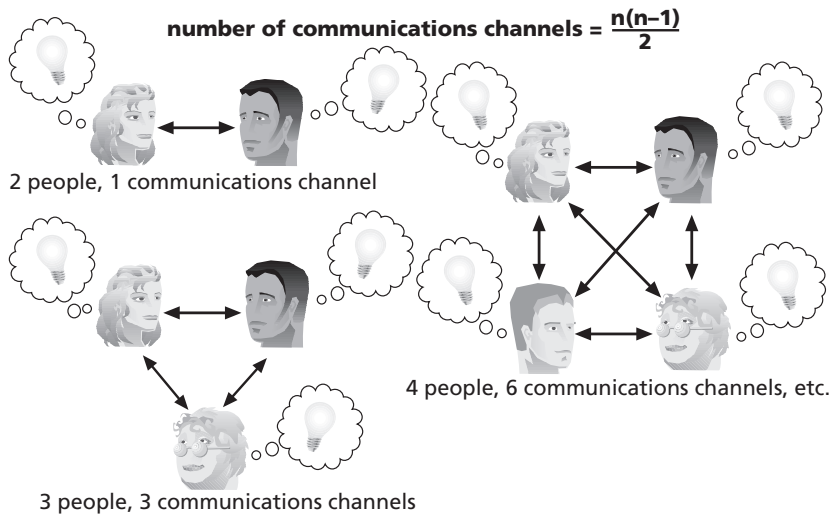 number of communications channels = n(n–1)
2
2 people, 1 communications channel
4 people, 6 communications channels, etc.
3 people, 3 communications channels